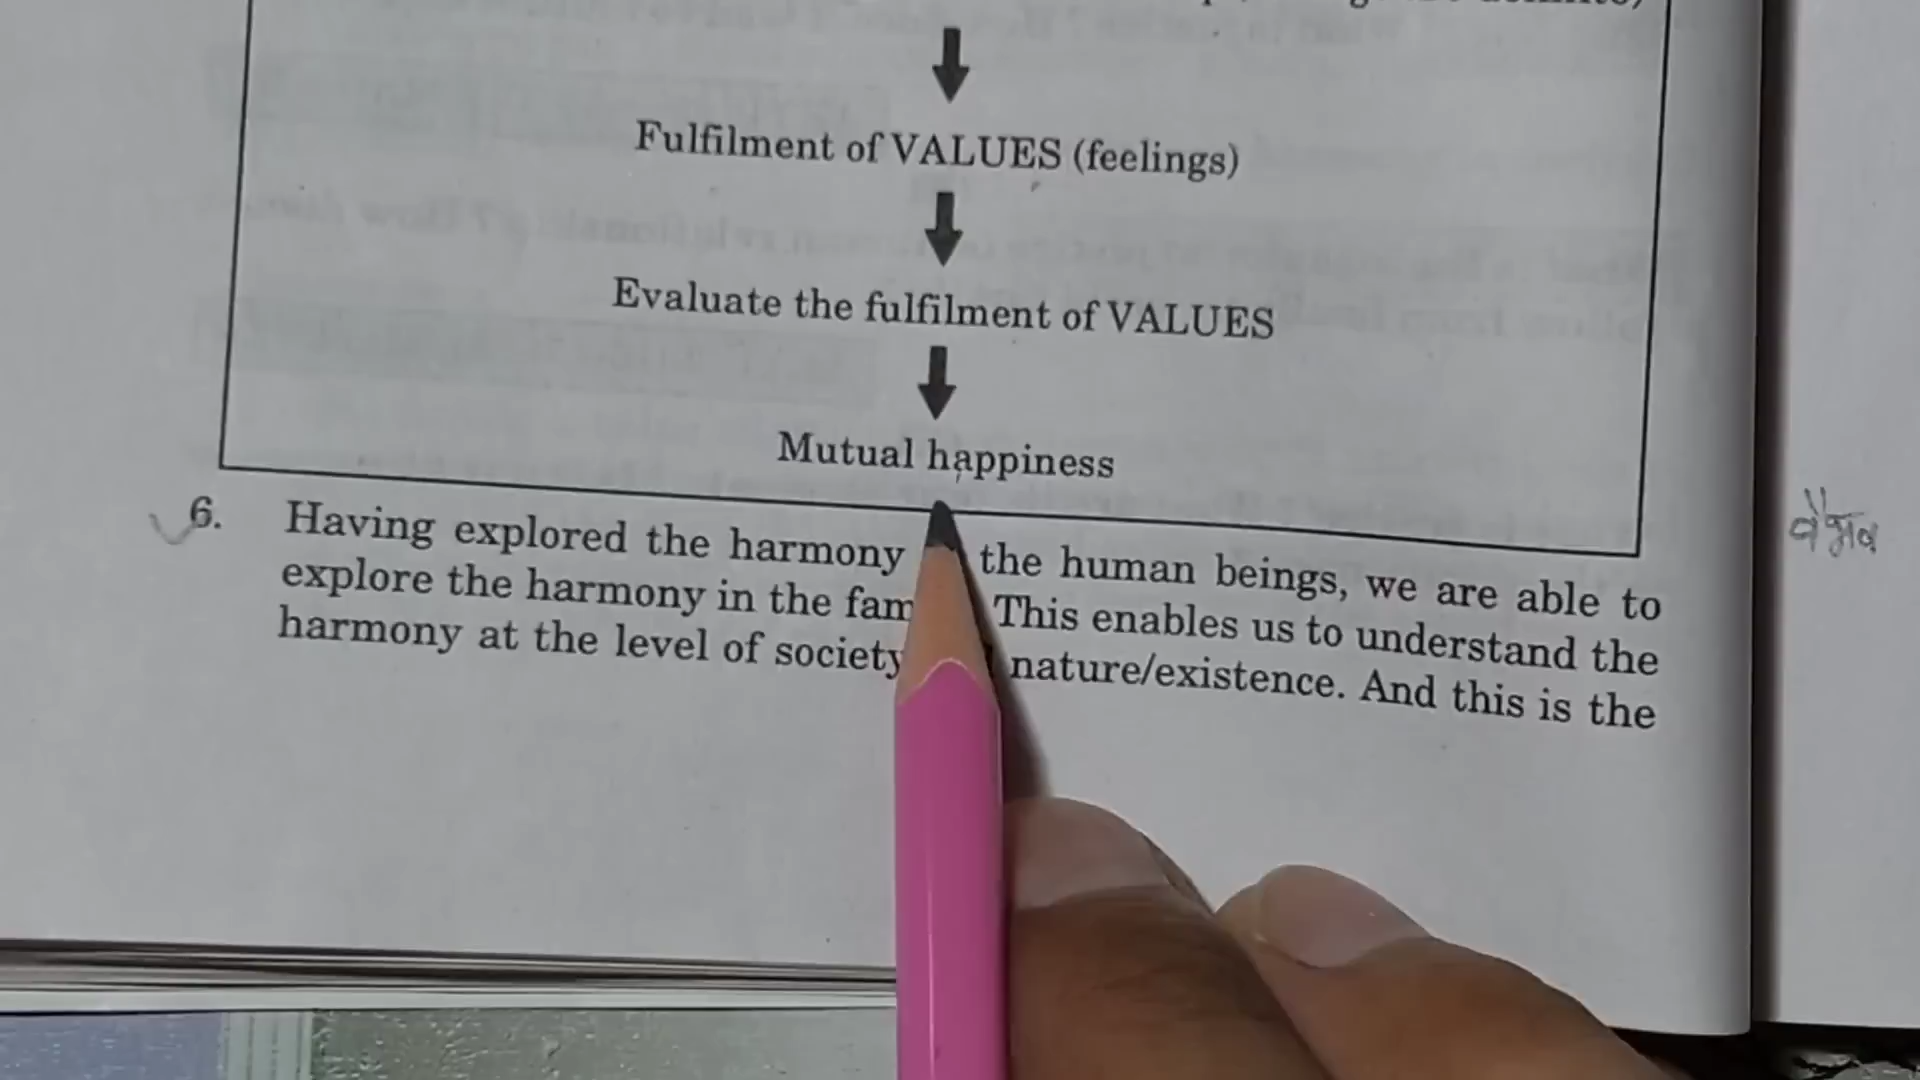 Fulfilment of VALUES (feelings)
Evaluate the fulfilment of VALUES
Mutual happiness
6. Having explored the harmony the human beings, we are able to
explore the harmony in the fam This enables us to understand the
harmony at the level of society nature/existence. And this is the